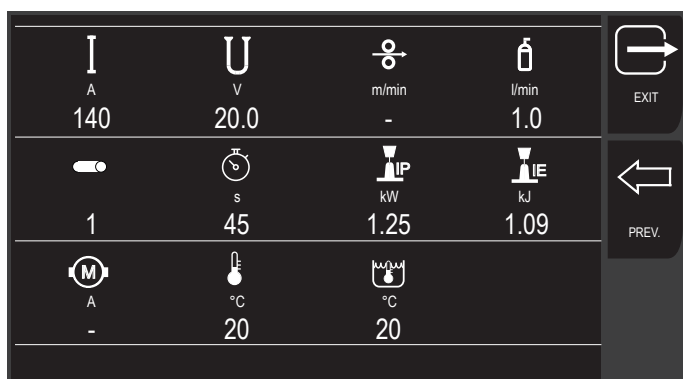 I U
A V m/min l/min EXIT
140 20.0 - 1.0
IP IE
s kW kJ
1 45 1.25 1.09 PREV.
M
A °C °C
- 20 20